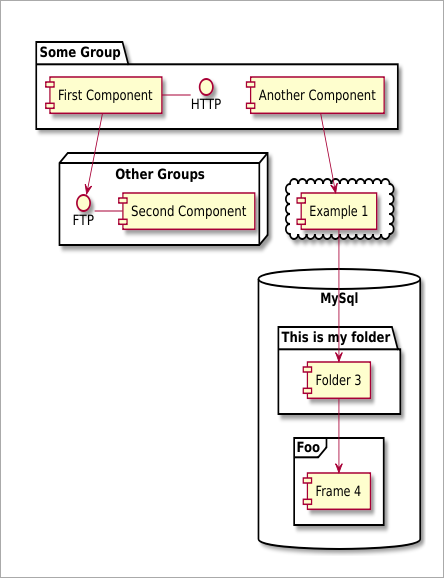 Some Group
First Component
HTTP
Another Component
Other Groups
FTP
Second Component
Example 1
MySql
This is my folder
Folder 3
Foo
Frame 4